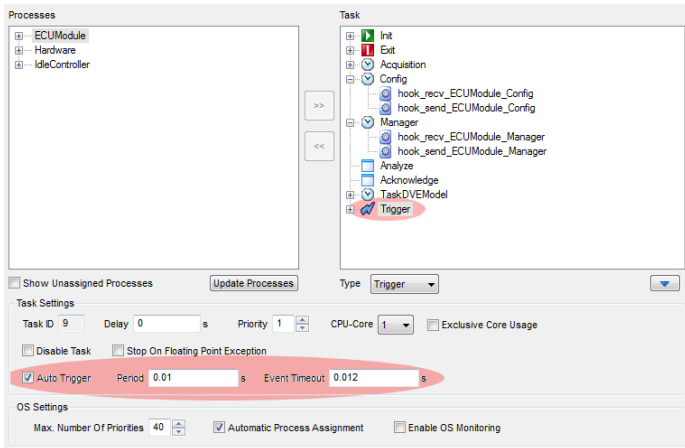 Processes Task
ECUModule
Hardware
IdleController
>>
<<
Init
Exit
Acquisition
Config
hook_recv_ECUModule_Config
hook_send_ECUModule_Config
Manager
hook_recv_ECUModule_Manager
hook_send_ECUModule_Manager
Analyze
Acknowledge
TaskDVEModel
Trigger
Show Unassigned Processes Update Processes Type Trigger
Task Settings
Task ID 9 Delay 0 s Priority 1 CPU-Core 1 Exclusive Core Usage
Disable Task Stop On Floating Point Exception
Auto Trigger Period 0.01 s Event Timeout 0.012 s
OS Settings
Max. Number Of Priorities 40 Automatic Process Assignment Enable OS Monitoring